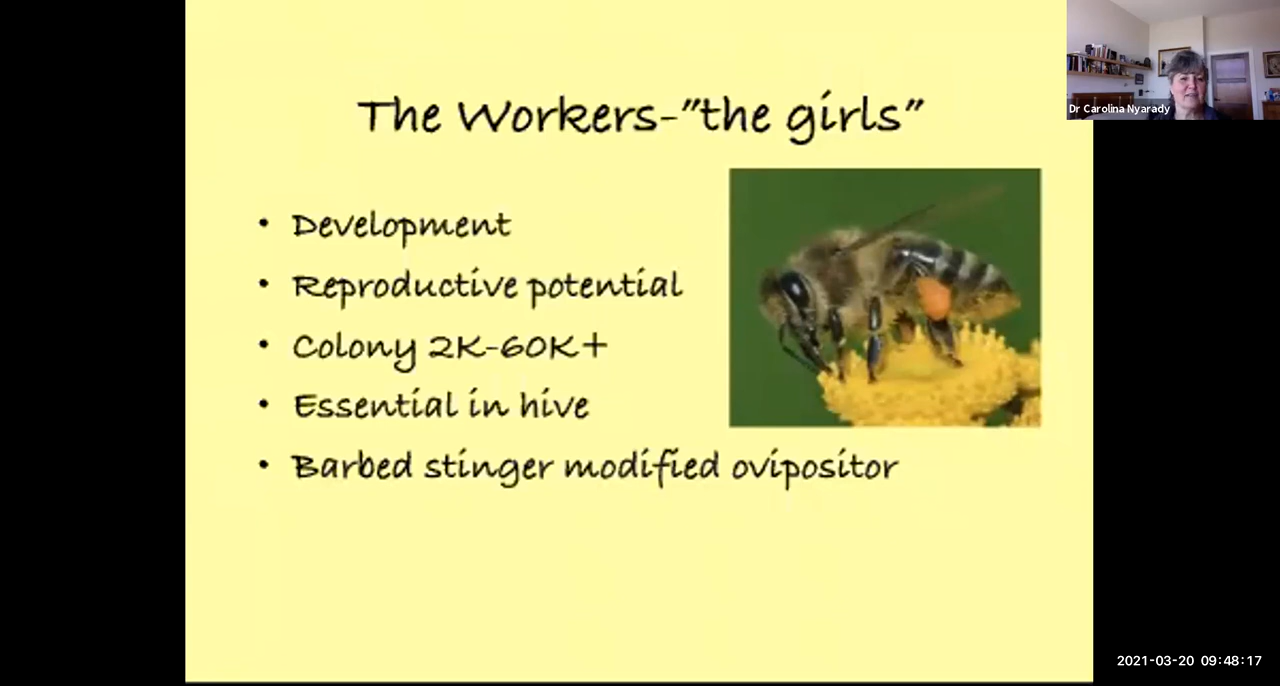 The Workers-"the girls"
• Development
• Reproductive potential
• Colony 2K-60K+
• Essential in hive
• Barbed stinger modified ovipositor
Dr Carolina Nyarady
2021-03-20 09:48:17